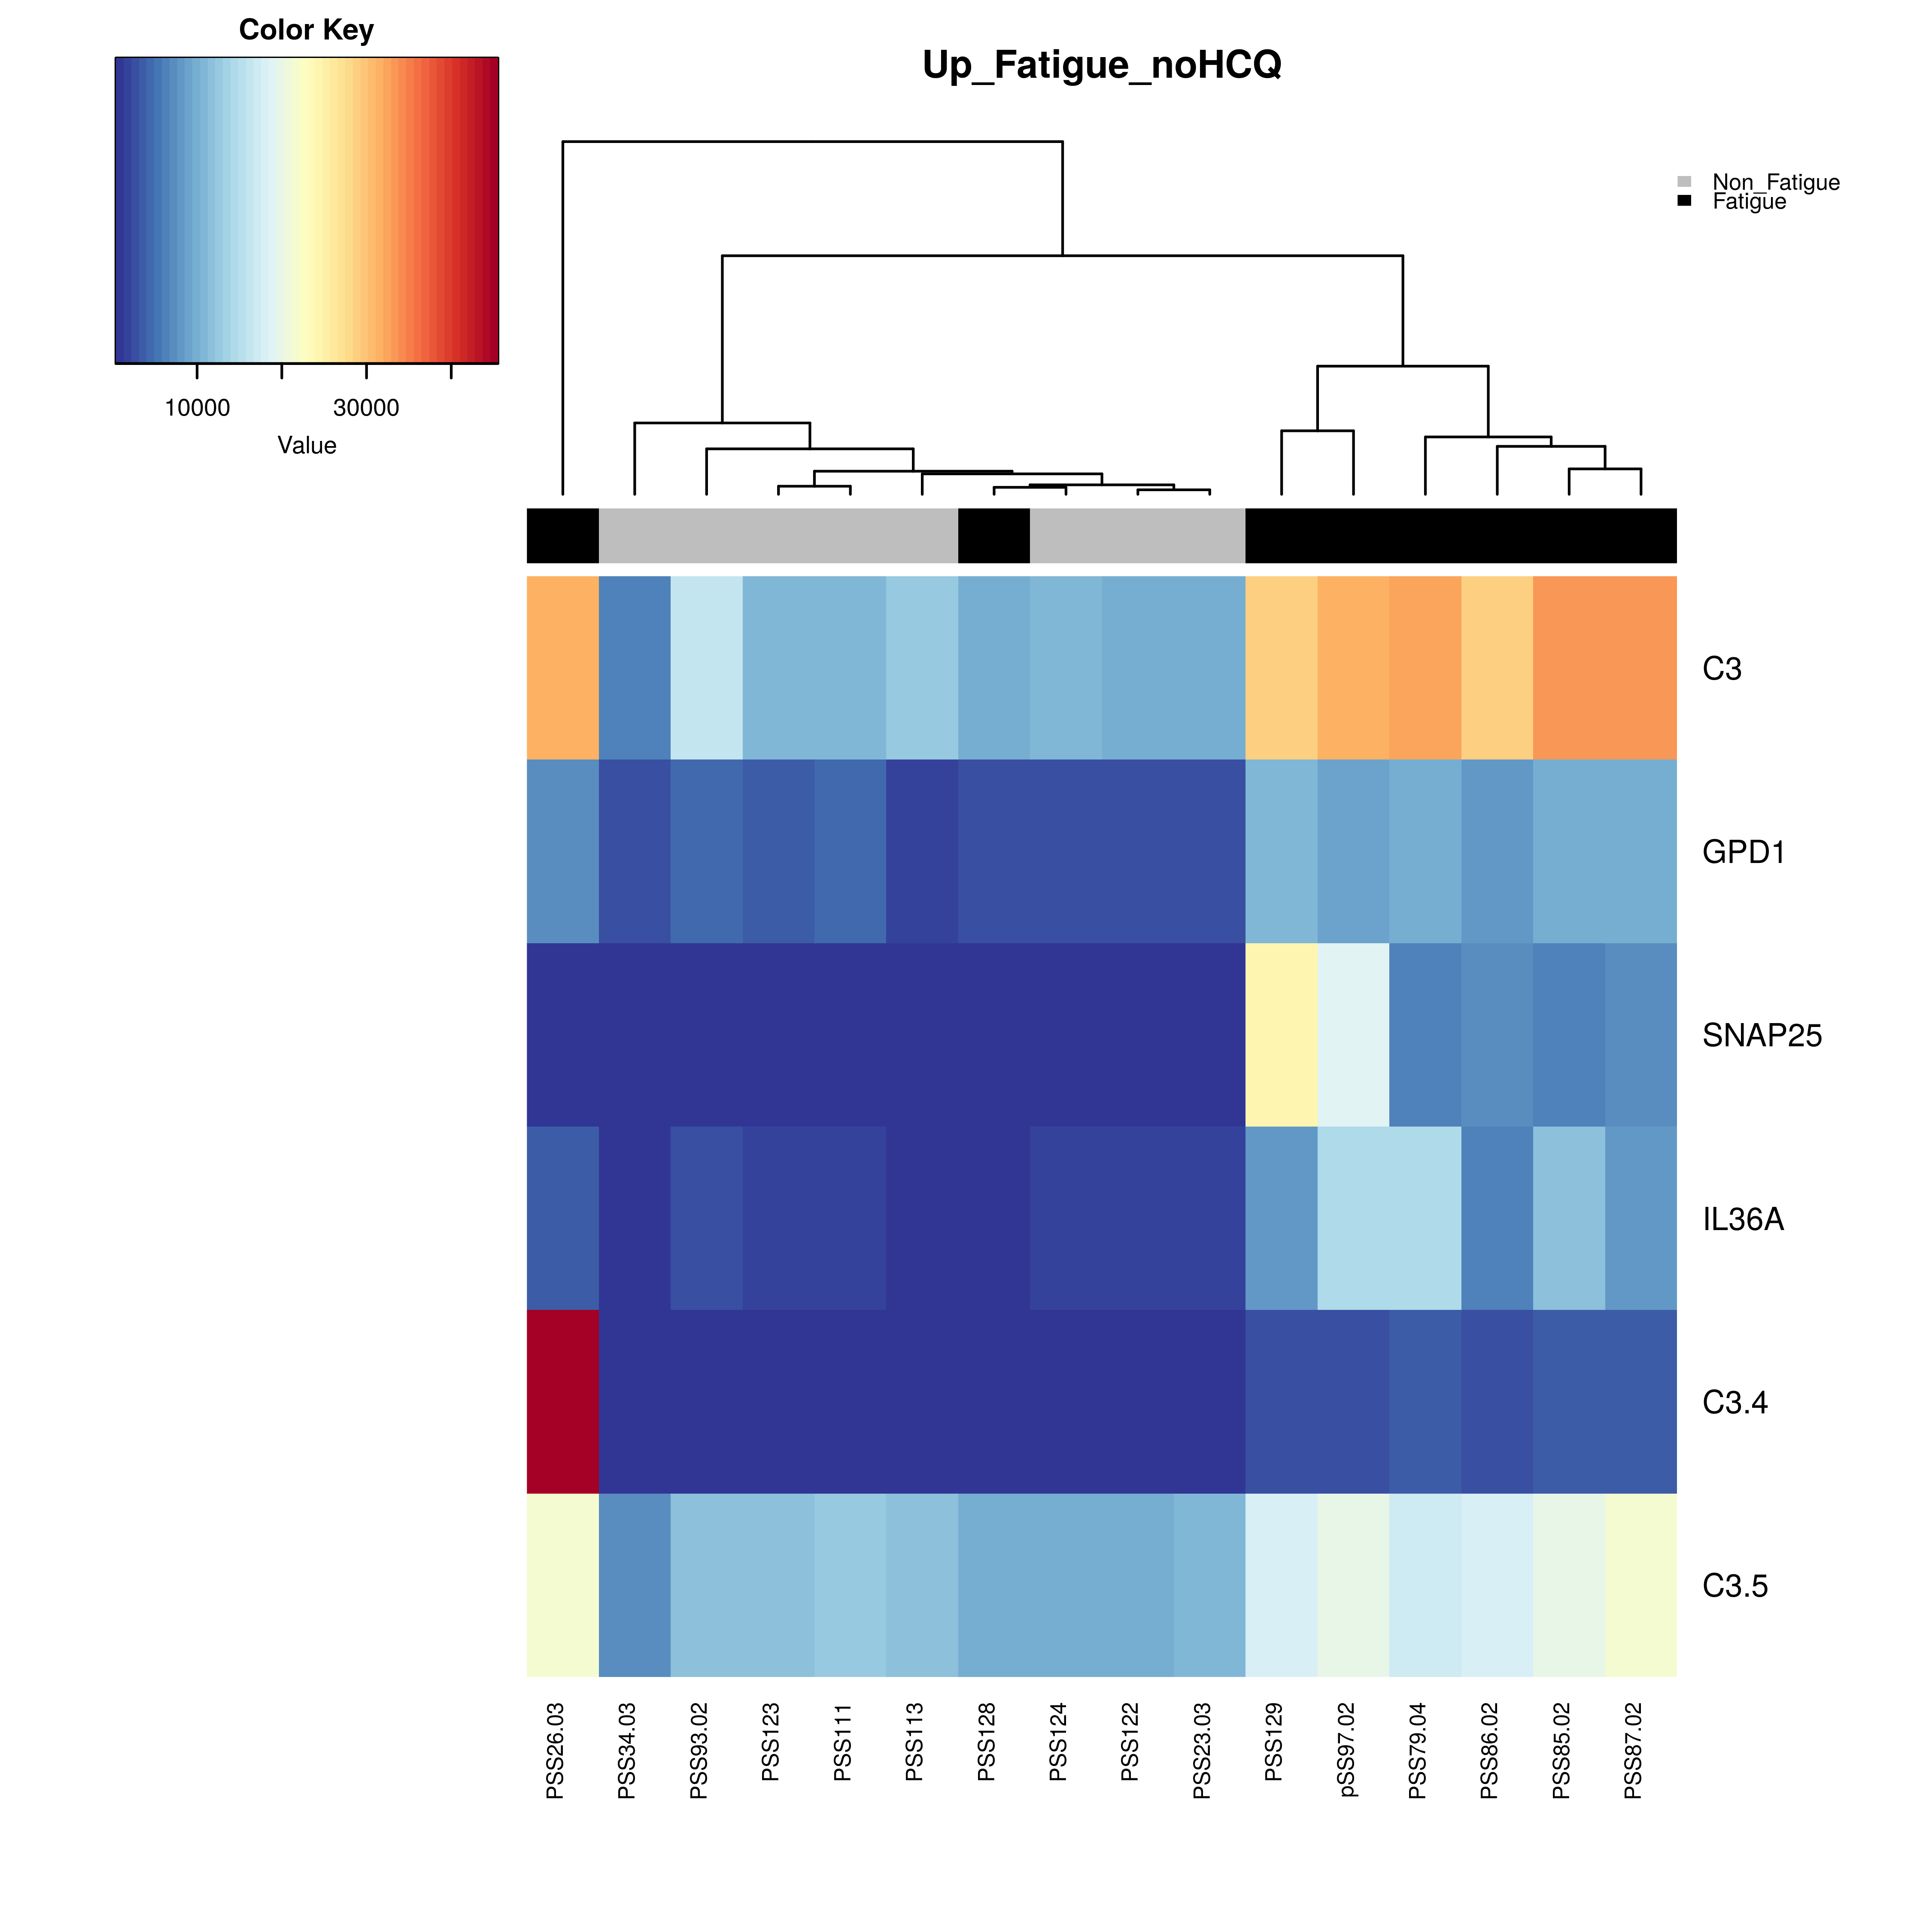 Color Key
10000 30000
Value
Up_Fatigue_noHCQ
Non_Fatigue
Fatigue
C3
GPD1
SNAP25
IL36A
C3.4
C3.5
PSS26.03
PSS34.03
PSS93.02
PSS123
PSS111
PSS113
PSS128
PSS124
PSS122
PSS23.03
PSS129
pSS97.02
PSS79.04
PSS86.02
PSS85.02
PSS87.02